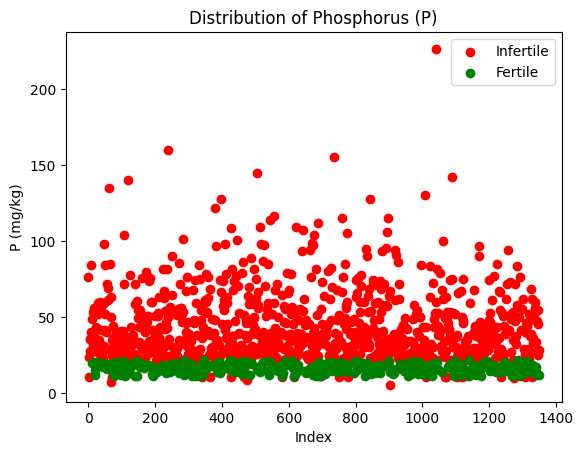 Distribution of Phosphorus (P)
Infertile
Fertile
200
150
100
50
0
P (mg/kg)
0 200 400 600 800 1000 1200 1400
Index